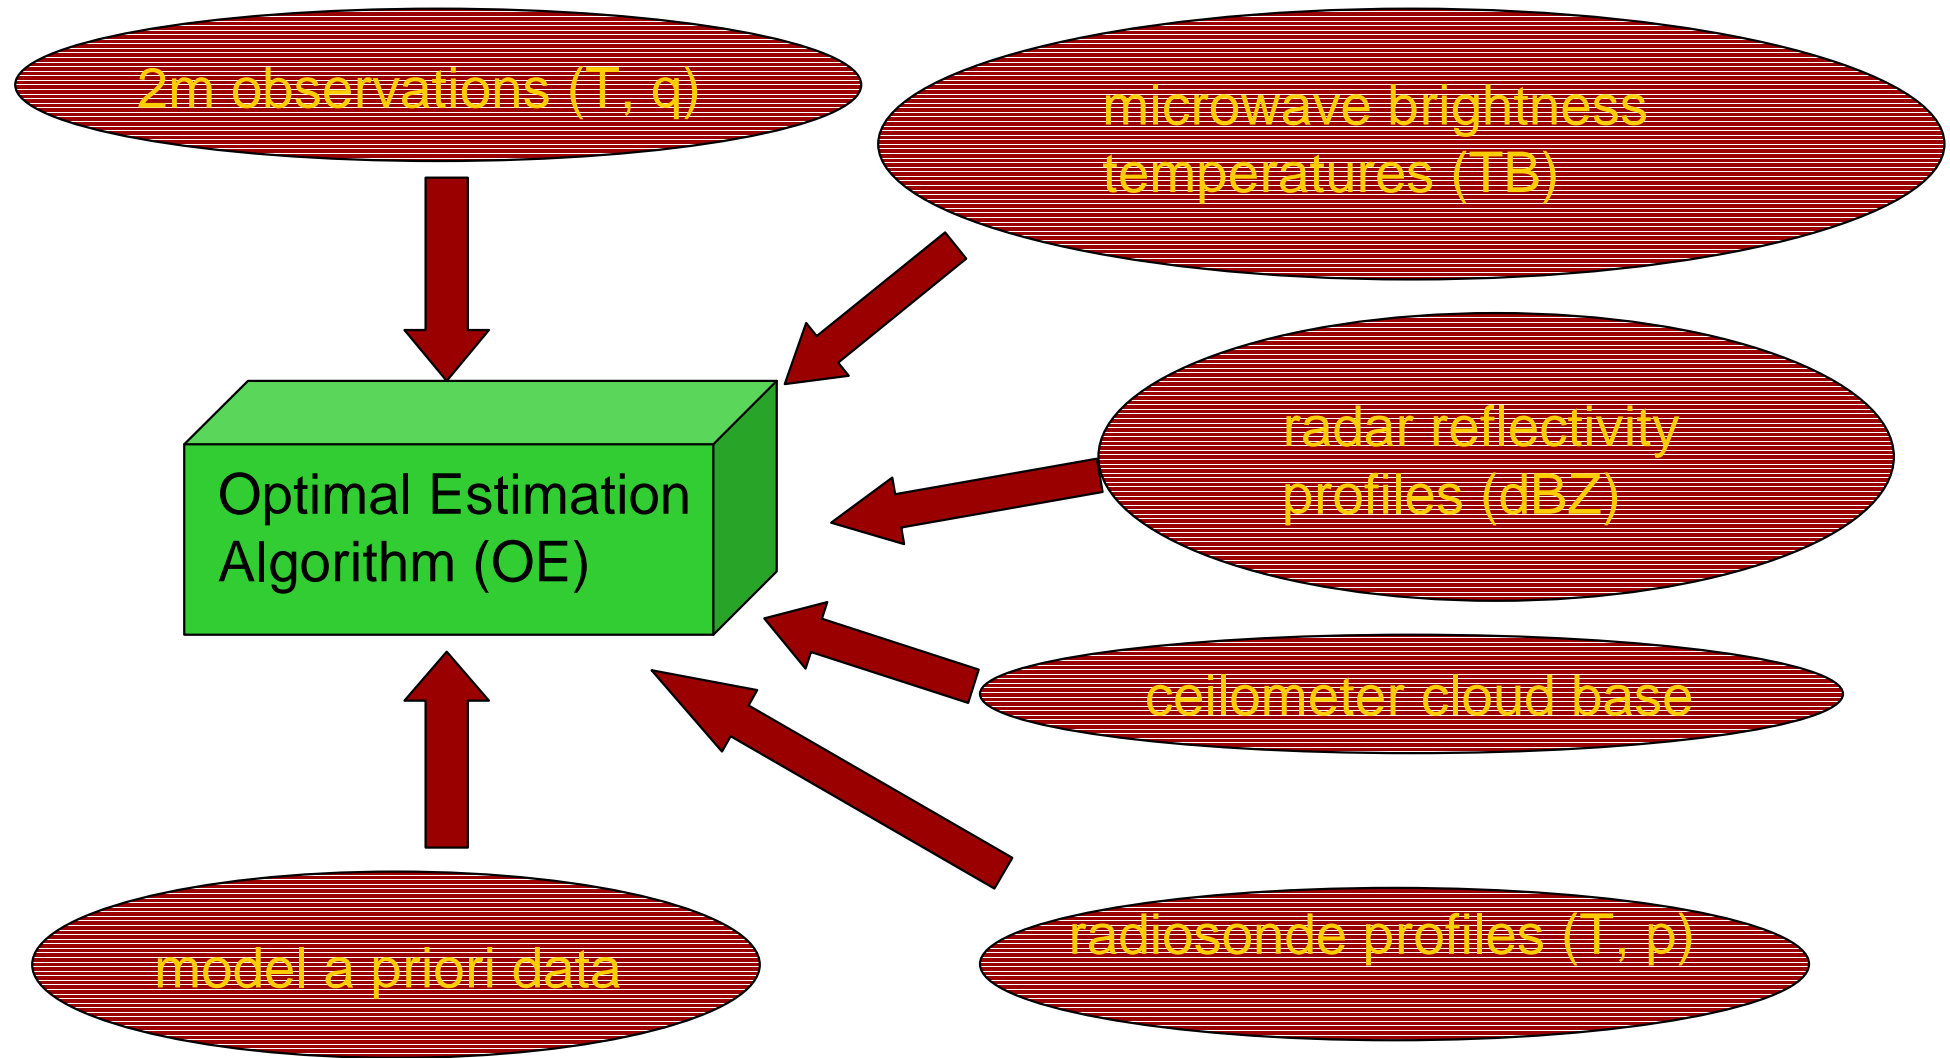 2m observations (T, q)
microwave brightness
temperatures (TB)
radar reflectivity
profiles (dBZ)
Optimal Estimation
Algorithm (OE)
ceilometer cloud base
radiosonde profiles (T, p)
model a priori data